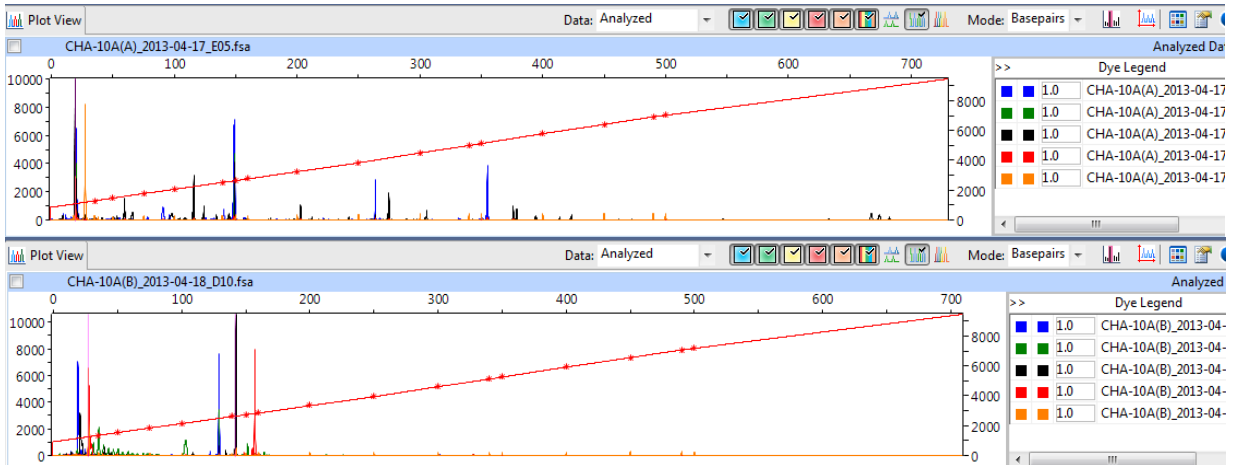 Plot View Data: Analyzed Mode: Basepairs
CHA-10A(A)_2013-04-17_E05.fsa Analyzed Da
0 100 200 300 400 500 600 700
>> Dye Legend
10000
8000
6000
4000
2000
0
8000
6000
4000
2000
0
1.0 CHA-10A(A)_2013-04-17
1.0 CHA-10A(A)_2013-04-17
1.0 CHA-10A(A)_2013-04-17
1.0 CHA-10A(A)_2013-04-17
1.0 CHA-10A(A)_2013-04-17
Plot View Data: Analyzed Mode: Basepairs
CHA-10A(B)_2013-04-18_D10.fsa Analyzed
0 100 200 300 400 500 600 700
>> Dye Legend
10000
8000
6000
4000
2000
0
8000
6000
4000
2000
0
1.0 CHA-10A(B)_2013-04-
1.0 CHA-10A(B)_2013-04-
1.0 CHA-10A(B)_2013-04-
1.0 CHA-10A(B)_2013-04-
1.0 CHA-10A(B)_2013-04-